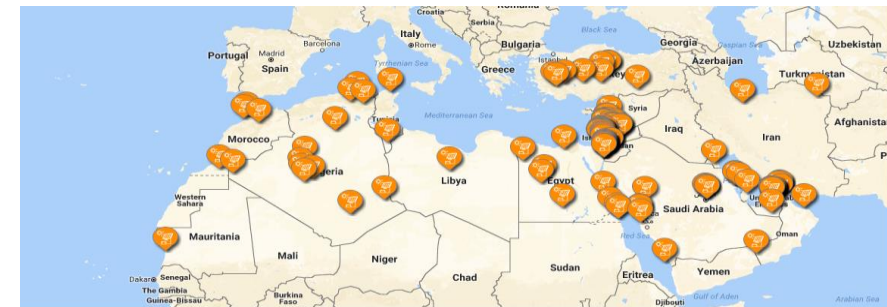 Croatia
Serbia
Black Sea
Italy
Rome
Barcelona
Bulgaria
Georgia
Caspian Sea
Uzbekistan
Portugal
Madrid
Spain
Tyrrhenian Sea
Istanbul
Azerbaijan
Greece
Turkmenistan
Mediterranean Sea
Syria
Afghanista
Iraq
Iran
Morocco
Libya
Egypt
Western
Sahara
Saudi Arabia
Oman
Mauritania
Red Sea
Mali
Niger
Dakar
Senegal
Chad
Sudan
Eritrea
Yemen
The Gambia
Guinea-Bissau
Burkina
Faso
Djibouti
Gulf of Aden
Arabian Sea